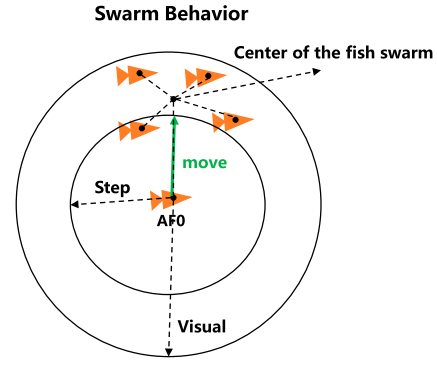 Swarm Behavior
Center of the fish swarm
move
Step
AF0
Visual